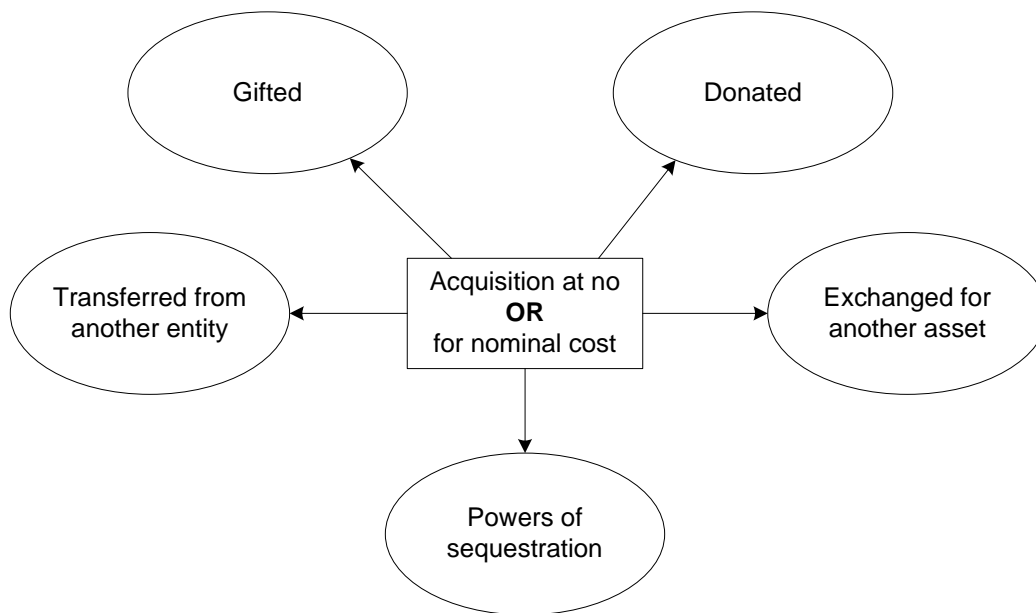 Gifted
Donated
Transferred from
another entity
Acquisition at no
OR
for nominal cost
Exchanged for
another asset
Powers of
sequestration